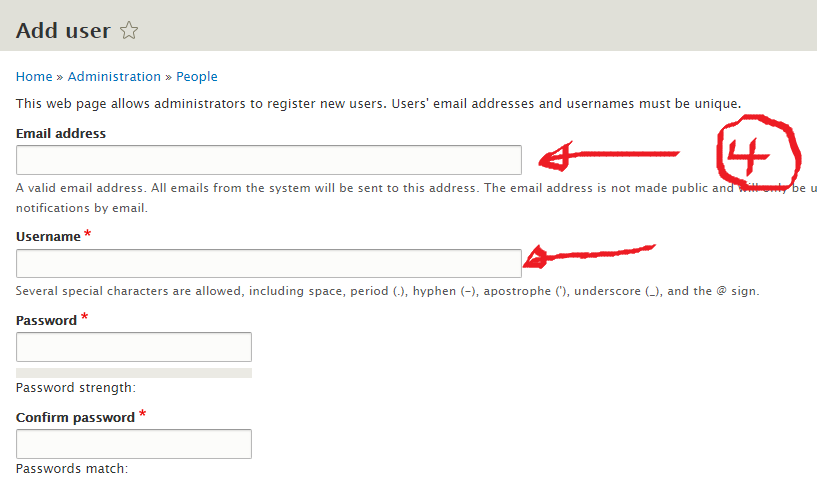 Add user
Home » Administration » People
This web page allows administrators to register new users. Users' email addresses and usernames must be unique.
4
Email address
A valid email address. All emails from the system will be sent to this address. The email address is not made public and will only be u
notifications by email.
Username *
Several special characters are allowed, including space, period (.), hyphen (-), apostrophe ('), underscore (_), and the @ sign.
Password *
Password strength:
Confirm password *
Passwords match: